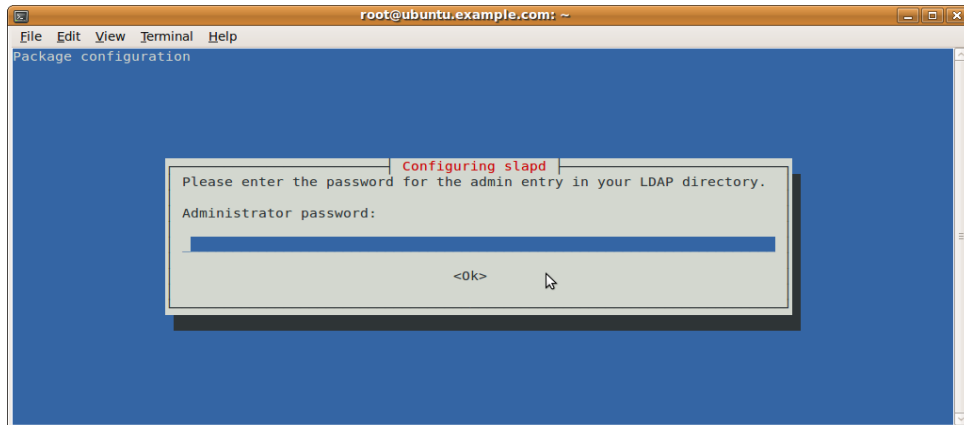 root@ubuntu.example.com: ~
File Edit View Terminal Help
Package configuration
Configuring slapd
Please enter the password for the admin entry in your LDAP directory.
Administrator password:
<Ok>